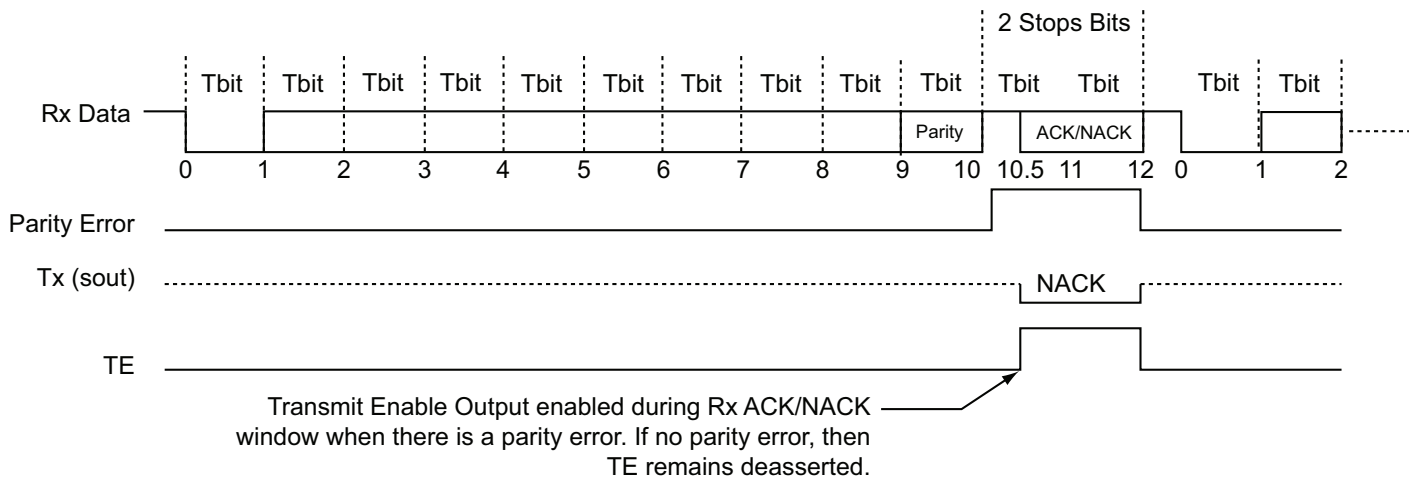 2 Stops Bits
Tbit Tbit Tbit Tbit Tbit Tbit Tbit Tbit Tbit Tbit Tbit Tbit Tbit Tbit
Rx Data
Parity ACK/NACK
0 1 2 3 4 5 6 7 8 9 10 10.5 11 12 0 1 2
Parity Error
Tx (sout) NACK
TE
Transmit Enable Output enabled during Rx ACK/NACK
window when there is a parity error. If no parity error, then
TE remains deasserted.